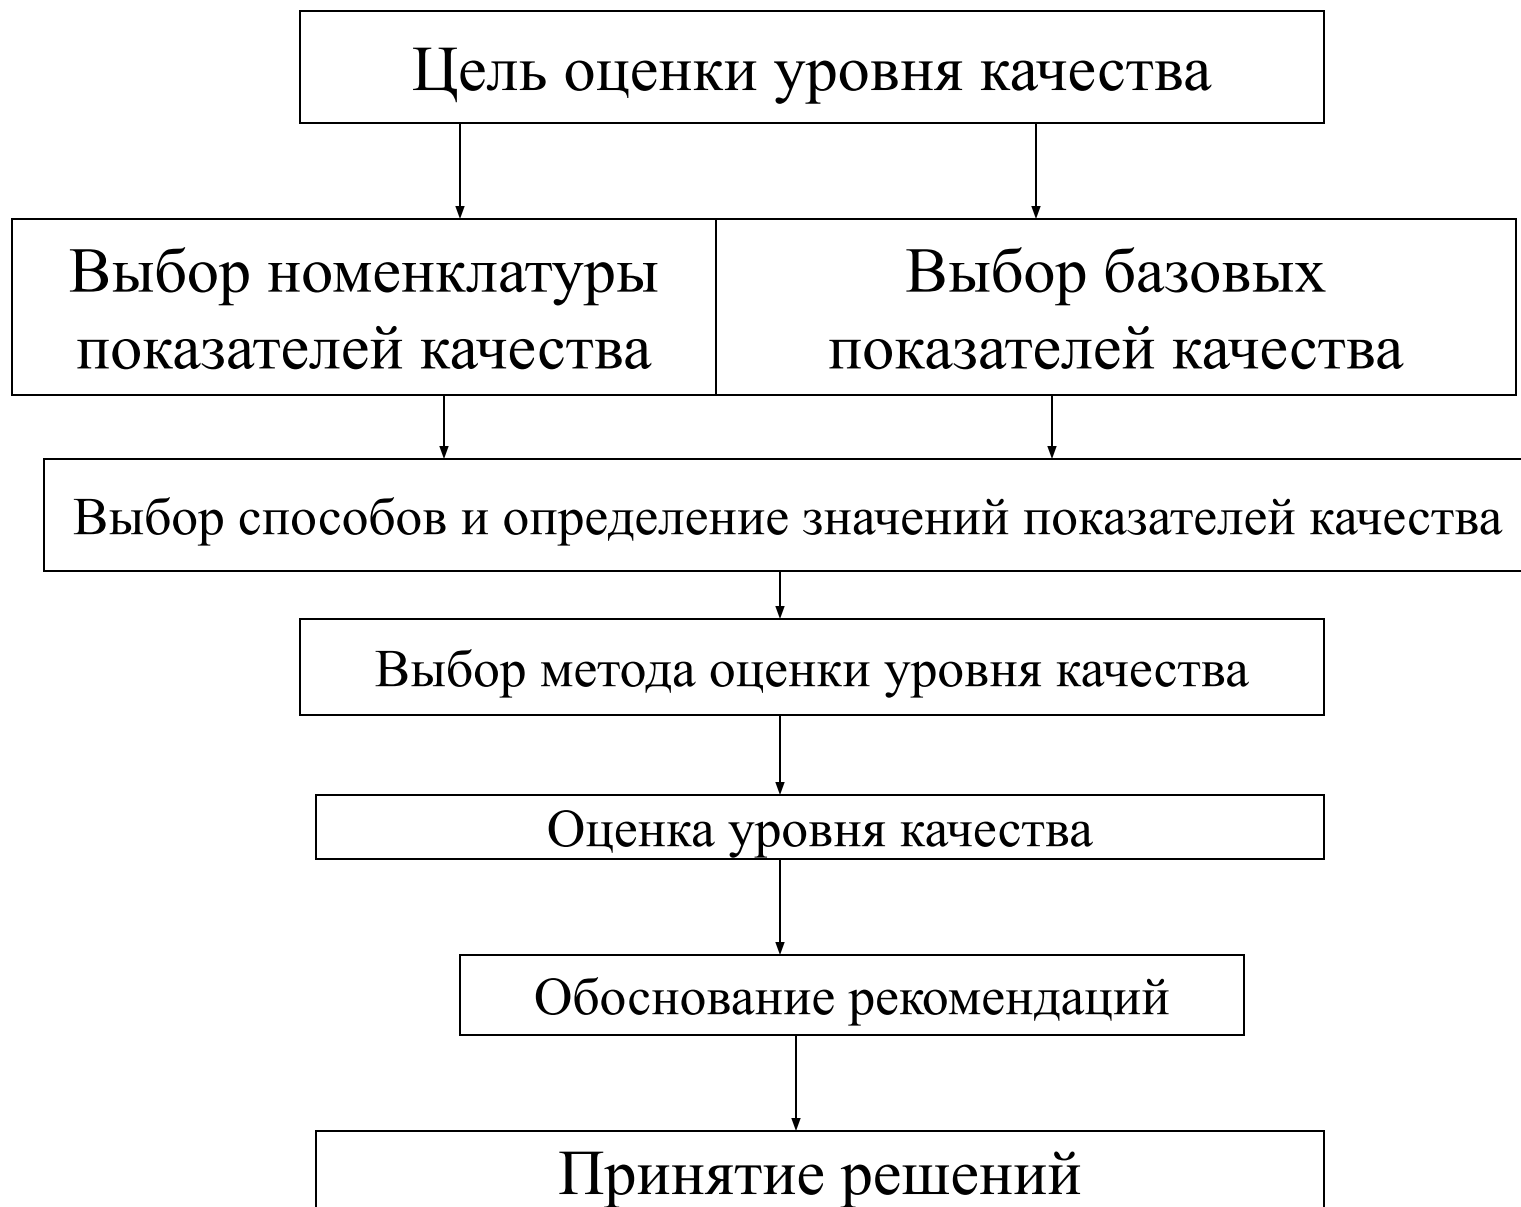 Цель оценки уровня качества
Выбор номенклатуры
показателей качества
Выбор базовых
показателей качества
Выбор способов и определение значений показателей качества
Выбор метода оценки уровня качества
Оценка уровня качества
Обоснование рекомендаций
Принятие решений